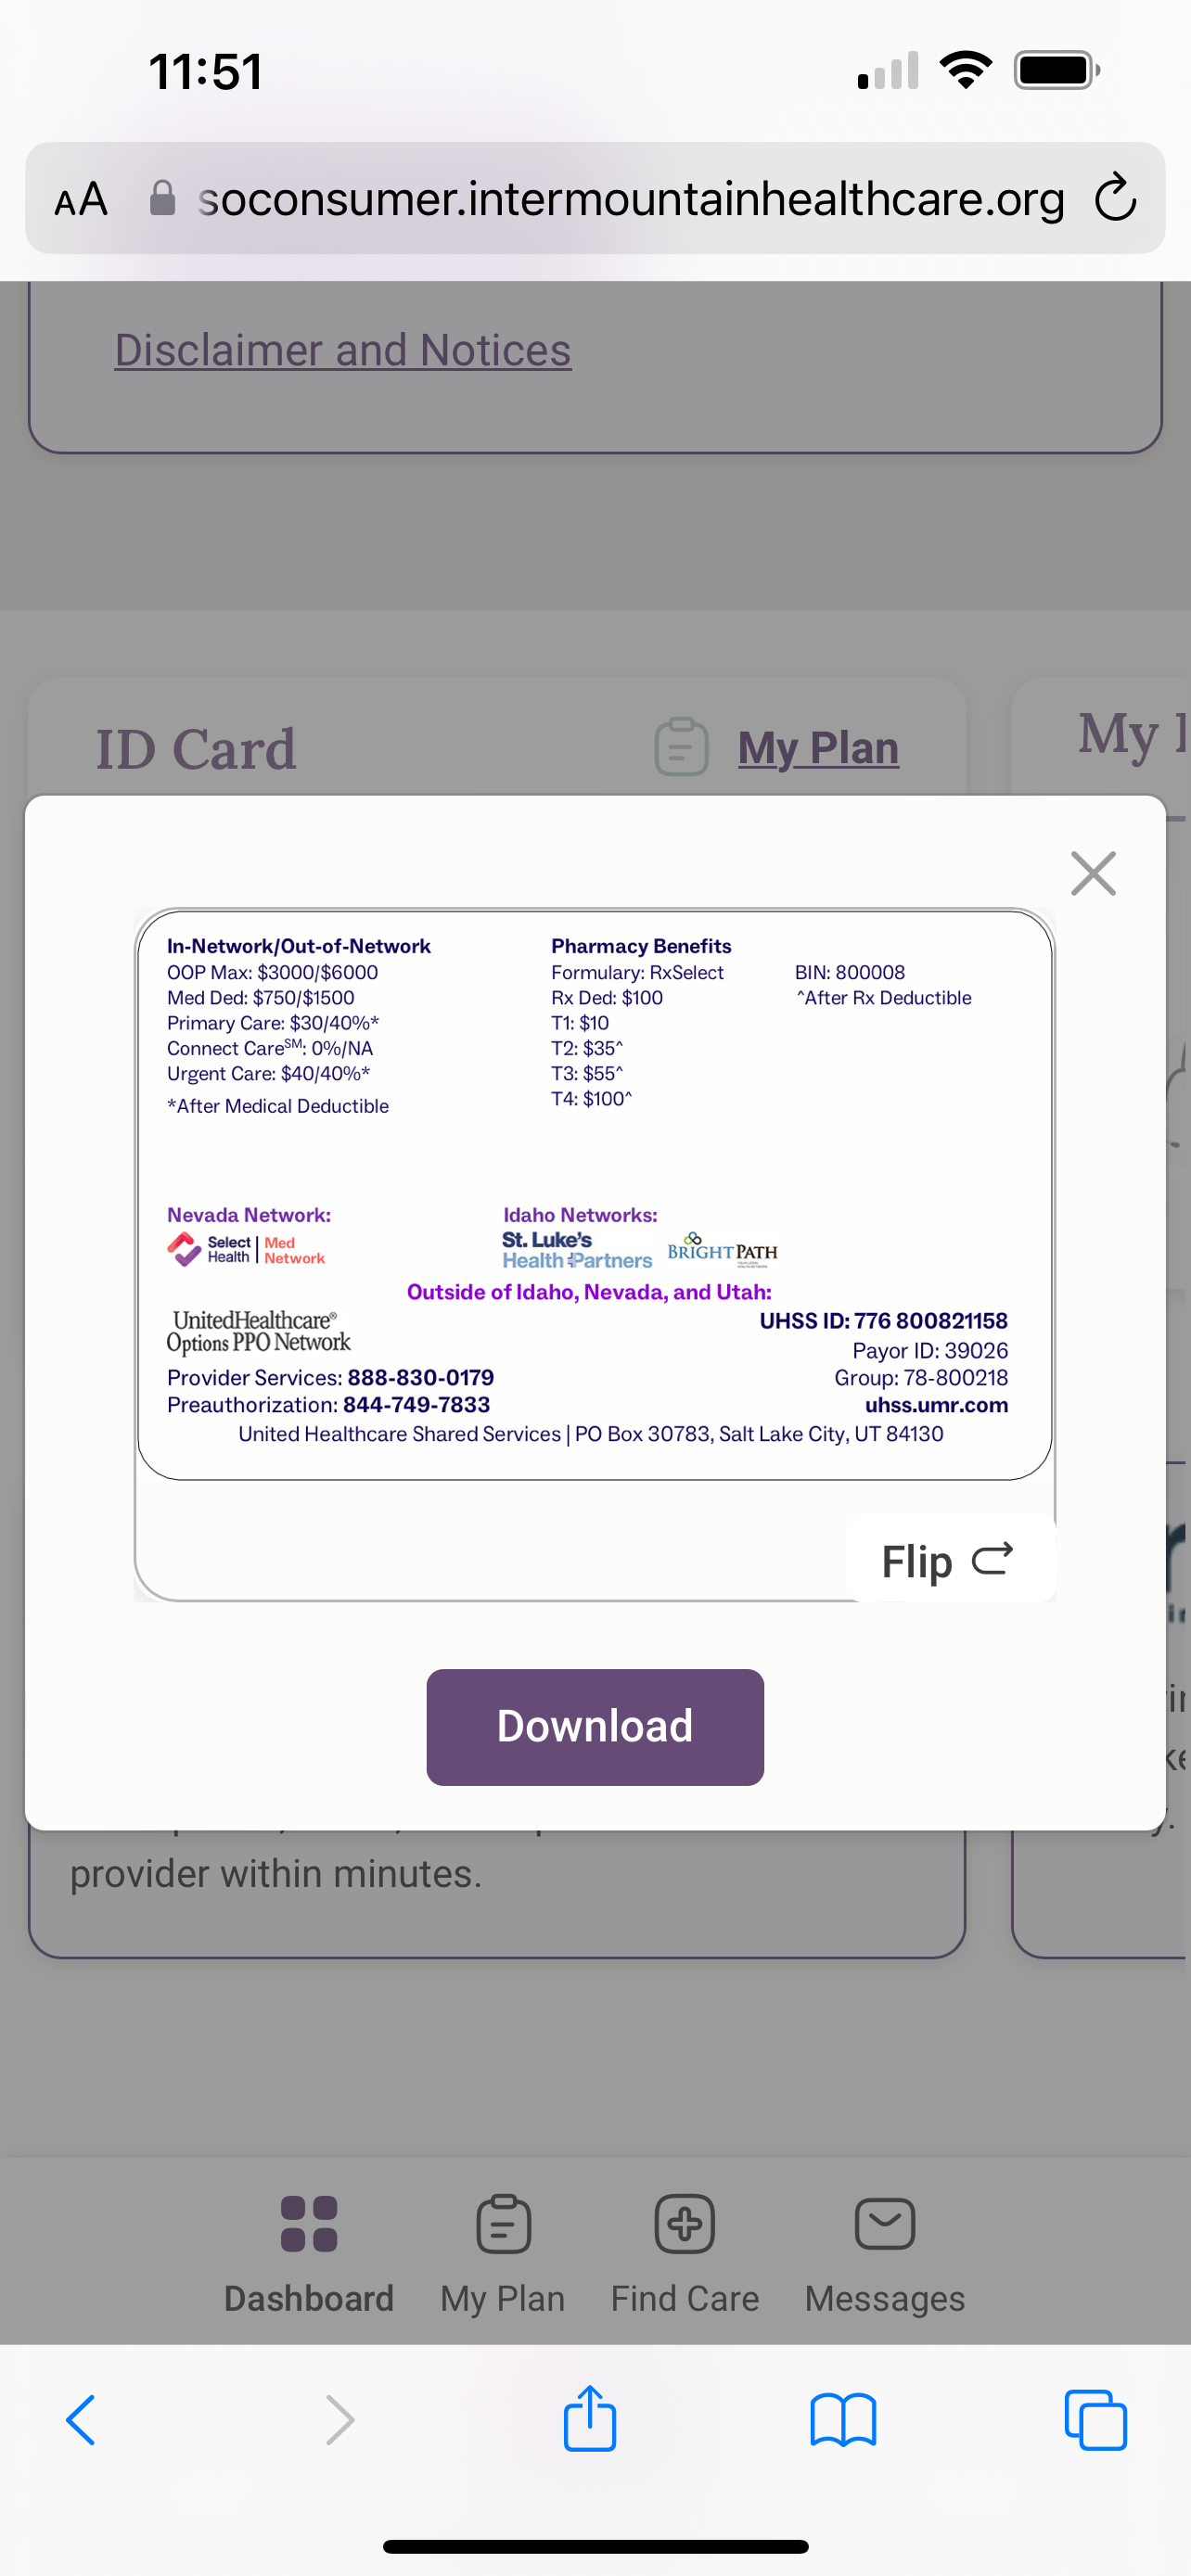 11:51
AA soconsumer.intermountainhealthcare.org
Disclaimer and Notices
ID Card
My Plan
My
In-Network/Out-of-Network
OOP Max: $3000/$6000
Med Ded: $750/$1500
Primary Care: $30/40%*
Connect Care℠: 0%/NA
Urgent Care: $40/40%*
*After Medical Deductible
Pharmacy Benefits
Formulary: RxSelect
Rx Ded: $100
T1: $10
T2: $35^
T3: $55^
T4: $100^
BIN: 800008
^After Rx Deductible
Nevada Network:
Select Health | Med Network
Idaho Networks:
St. Luke's
Health Partners
BRIGHTPATH
Outside of Idaho, Nevada, and Utah:
UnitedHealthcare®
Options PPO Network
UHSS ID: 776 800821158
Payor ID: 39026
Group: 78-800218
uhss.umr.com
Provider Services: 888-830-0179
Preauthorization: 844-749-7833
United Healthcare Shared Services | PO Box 30783, Salt Lake City, UT 84130
Flip
Download
provider within minutes.
Dashboard
My Plan
Find Care
Messages